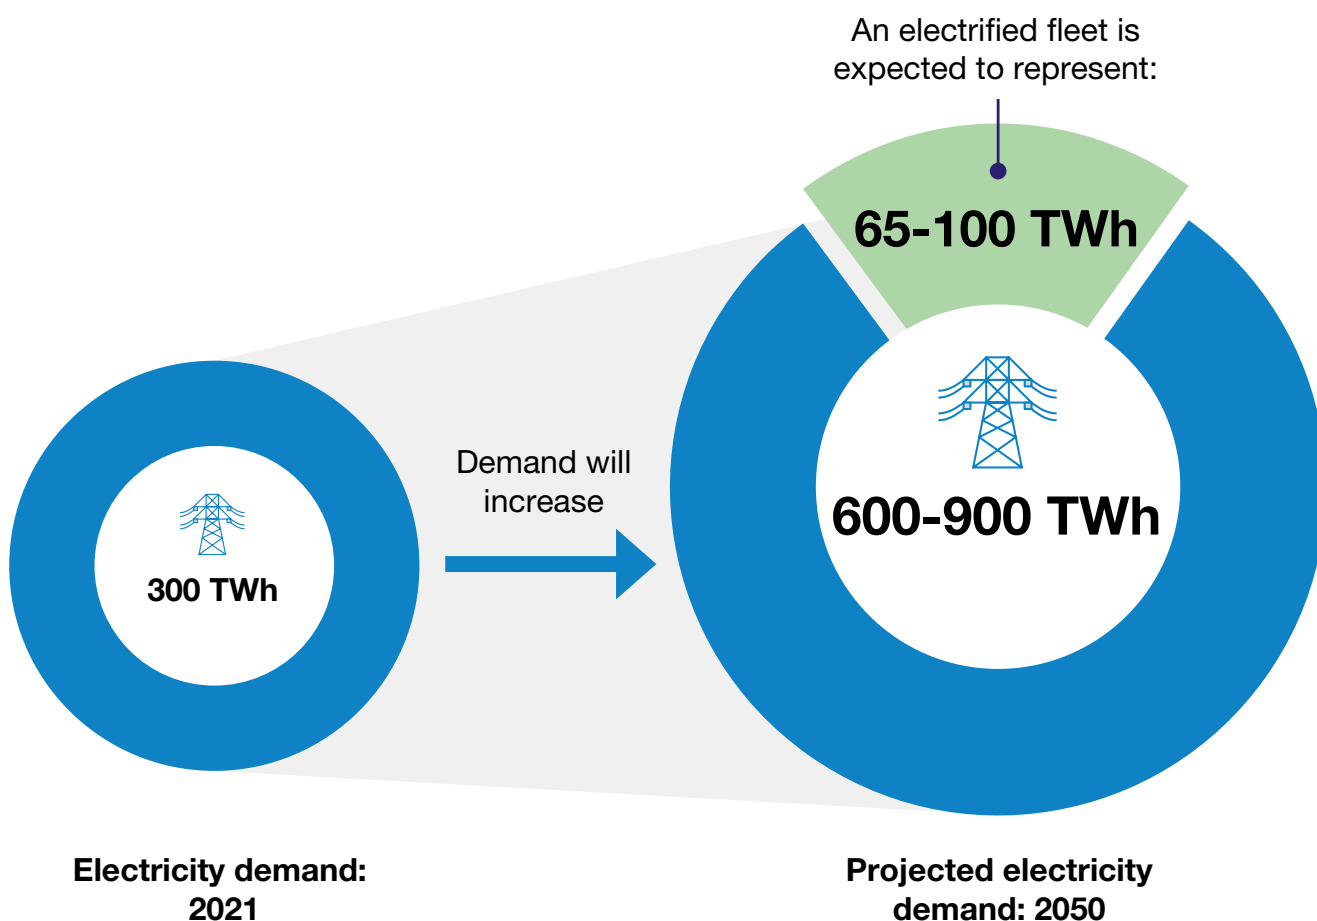 An electrified fleet is
expected to represent:
65-100 TWh
Demand will
increase
300 TWh
600-900 TWh
Electricity demand:
2021
Projected electricity
demand: 2050